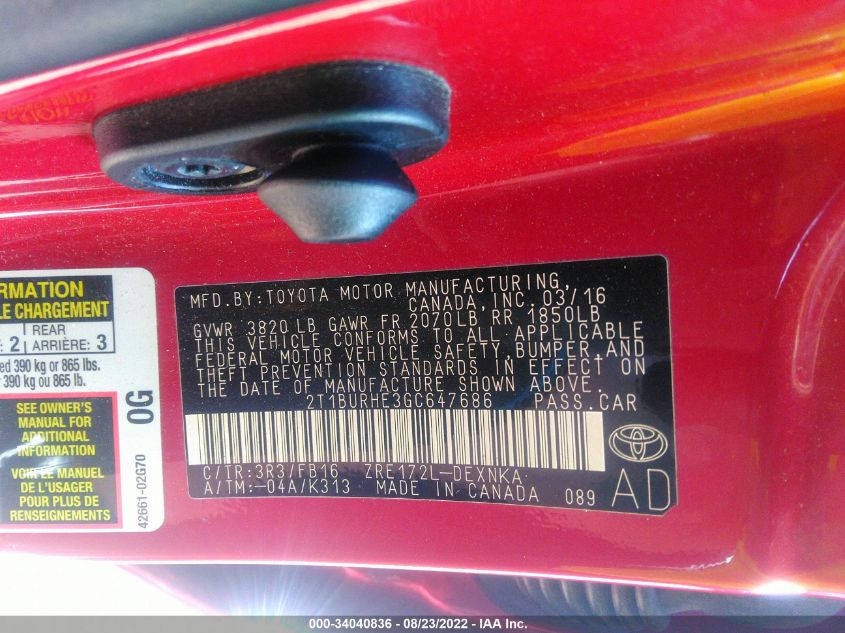 RMATION
LE CHARGEMENT
REAR
2 ARRIÈRE: 3
ed 390 kg or 865 lbs.
390 kg ou 865 lb.
SEE OWNER'S
MANUAL FOR
ADDITIONAL
INFORMATION
VOIR LE MANUEL
DE L'USAGER
POUR PLUS DE
RENSEIGNEMENTS
0G
42661-02G70
MFD.BY:TOYOTA MOTOR MANUFACTURING,
CANADA,INC.03/16
GVWR 3820LB GAWR FR 2070LB RR 1850LB
THIS VEHICLE CONFORMS TO ALL APPLICABLE
FEDERAL MOTOR VEHICLE SAFETY,BUMPER,AND
THEFT PREVENTION STANDARDS IN EFFECT ON
THE DATE OF MANUFACTURE SHOWN ABOVE.
2T1BURHE3GC647686 PASS.CAR
C/TR:3R3/FB16 ZRE172L-DEXNKA
A/TM:-04A/K313 MADE IN CANADA 089
AD
000-34040836 - 08/23/2022 - IAA Inc.